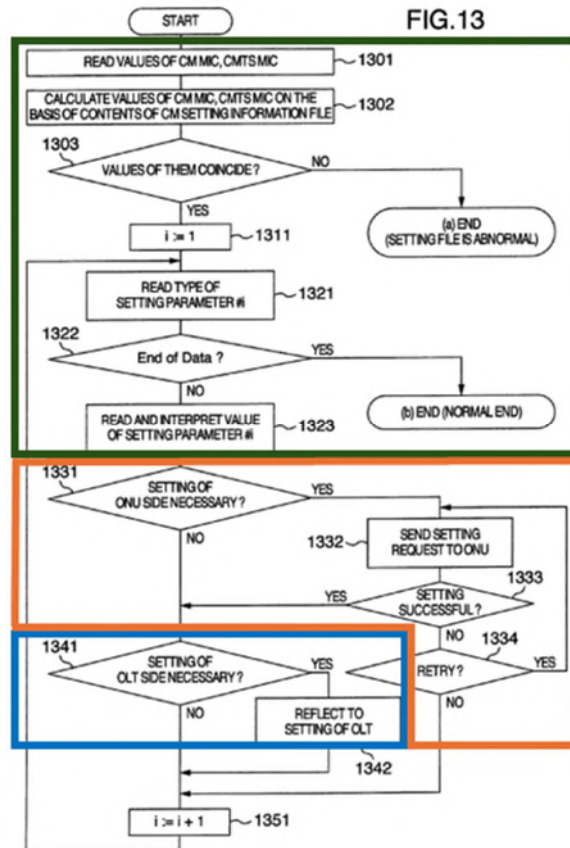 START
FIG.13
READ VALUES OF CM MIC, CMTS MIC
1301
CALCULATE VALUES OF CM MIC, CMTS MIC ON THE
BASIS OF CONTENTS OF CM SETTING INFORMATION FILE
1302
1303
VALUES OF THEM COINCIDE ?
NO
YES
(a) END
(SETTING FILE IS ABNORMAL)
i := 1
1311
READ TYPE OF
SETTING PARAMETER #i
1321
1322
End of Data ?
YES
NO
(b) END (NORMAL END)
READ AND INTERPRET VALUE
OF SETTING PARAMETER #i
1323
1331
SETTING OF
ONU SIDE NECESSARY ?
YES
NO
1332
SEND SETTING
REQUEST TO ONU
1333
YES
SETTING
SUCCESSFUL ?
NO
1334
1341
SETTING OF
OLT SIDE NECESSARY ?
YES
RETRY ?
YES
NO
NO
REFLECT TO
SETTING OF OLT
1342
i := i + 1
1351